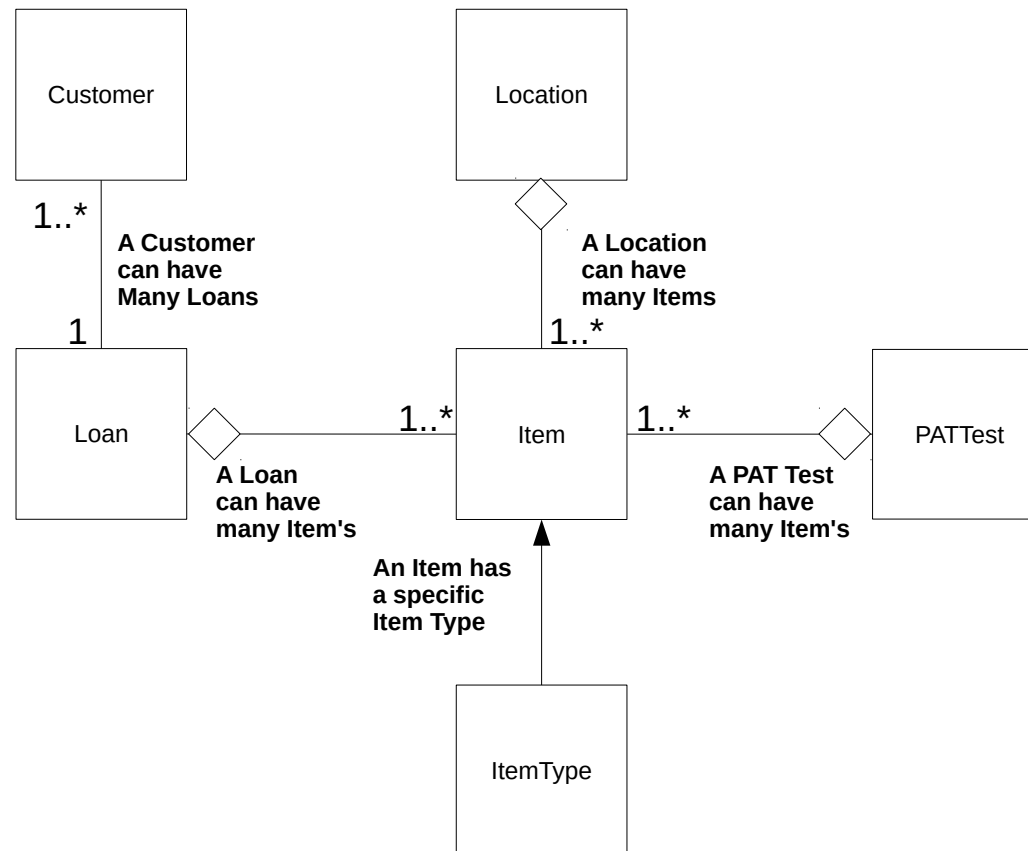 Customer
Location
1..*
A Customer
can have
Many Loans
A Location
can have
many Items
1
1..*
Loan
1..*
Item
1..*
PATTest
A Loan
can have
many Item's
A PAT Test
can have
many Item's
An Item has
a specific
Item Type
ItemType